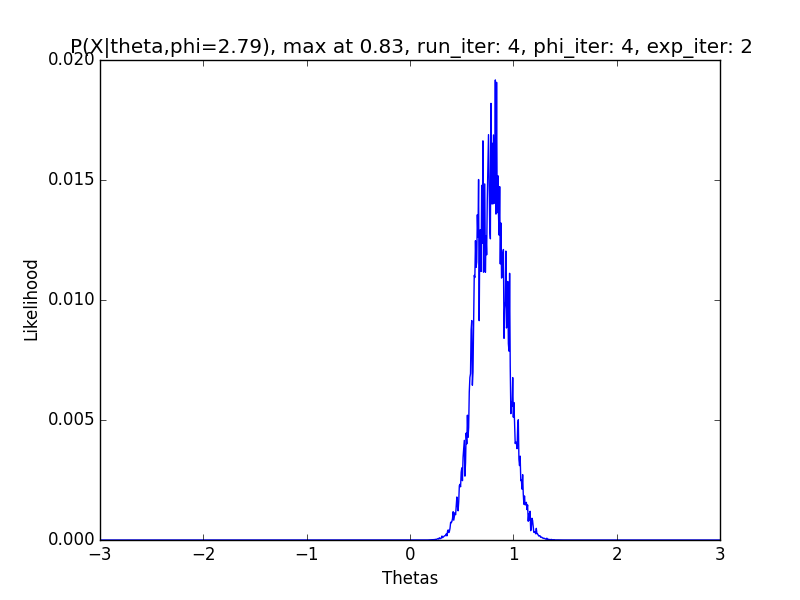 P(X|theta,phi=2.79), max at 0.83, run_iter: 4, phi_iter: 4, exp_iter: 2
0.020
0.015
0.010
0.005
0.000
Likelihood
−3 −2 −1 0 1 2 3
Thetas